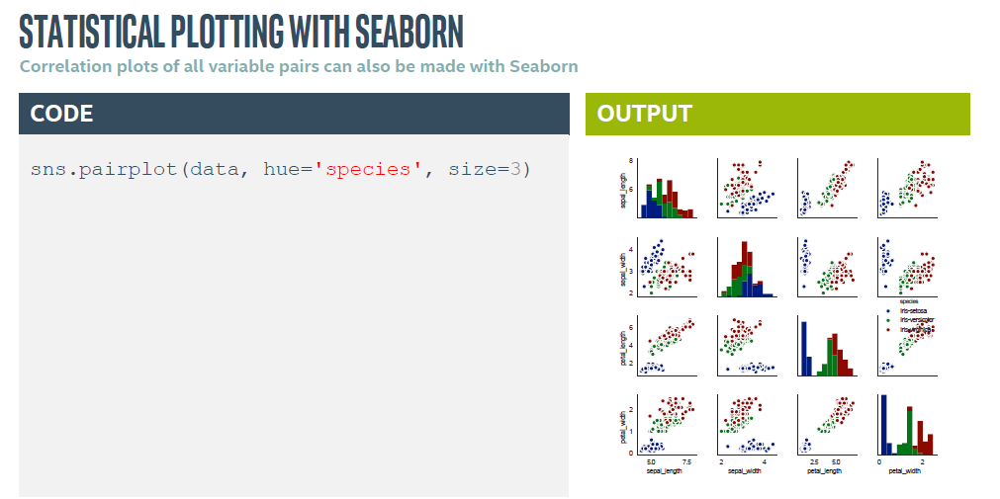 STATISTICAL PLOTTING WITH SEABORN
Correlation plots of all variable pairs can also be made with Seaborn
CODE
sns.pairplot(data, hue='species', size=3)
OUTPUT
8
6
sepal_length
4
3
2
sepal_width
species
Iris-setosa
Iris-versicolor
Iris-virginica
6
4
2
petal_length
2
1
0
petal_width
5.0 7.5 2 4 2.5 5.0 0 2
sepal_length sepal_width petal_length petal_width